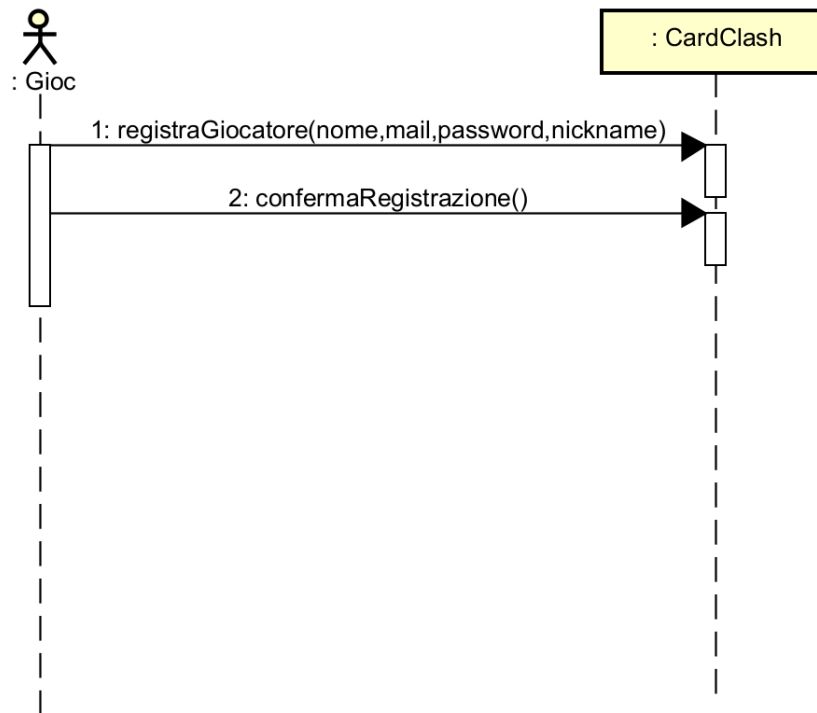 : Gioc
: CardClash
1: registraGiocatore(nome,mail,password,nickname)
2: confermaRegistrazione()